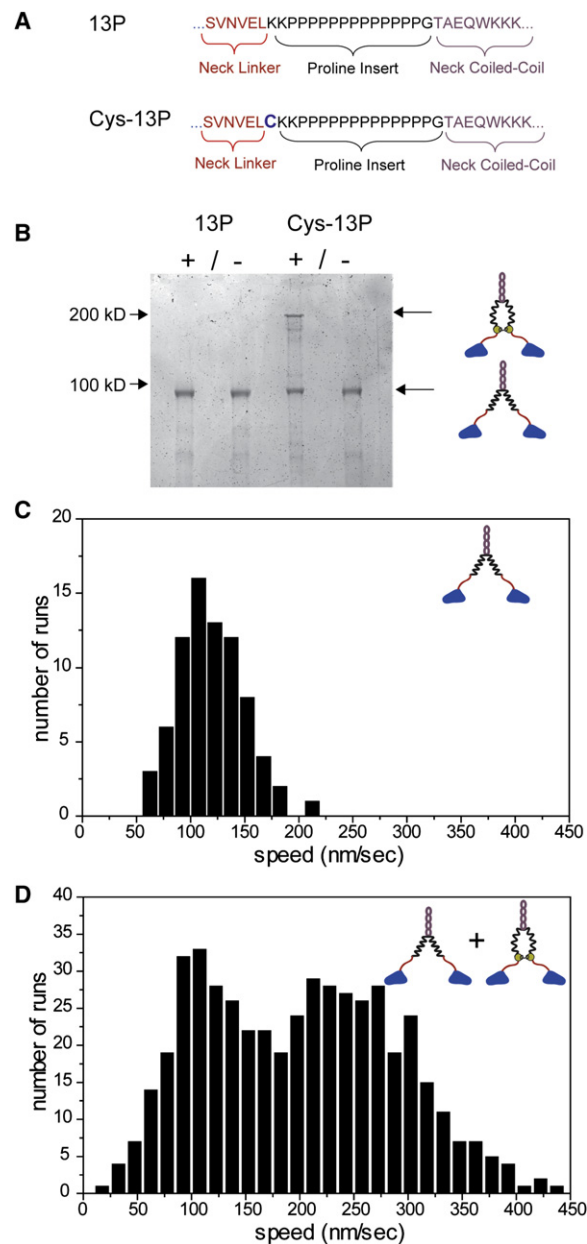 A
13P
...SVNVELKKPPPPPPPPPPPPPGTAEQWKKK...
Neck Linker Proline Insert Neck Coiled-Coil
Cys-13P
...SVNVELCKKPPPPPPPPPPPPPGTAEQWKKK...
Neck Linker Proline Insert Neck Coiled-Coil
B
13P Cys-13P
+ / - + / -
200 kD
100 kD
C
20
15
10
5
0
number of runs
0 50 100 150 200 250 300 350 400 450
speed (nm/sec)
D
+
40
35
30
25
20
15
10
5
0
number of runs
0 50 100 150 200 250 300 350 400 450
speed (nm/sec)